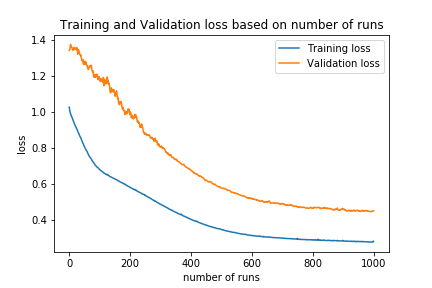 Training and Validation loss based on number of runs
1.4
Training loss
Validation loss
1.2
1.0
loss
0.8
0.6
0.4
0 200 400 600 800 1000
number of runs